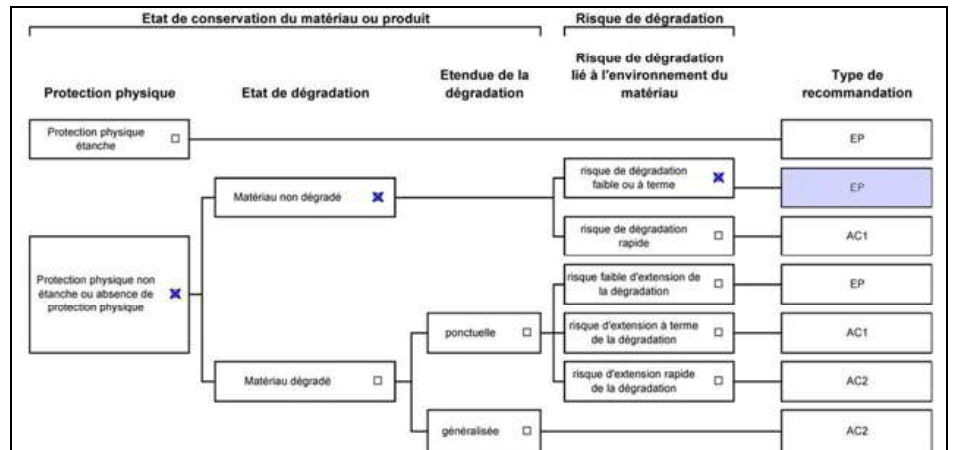 Etat de conservation du matériau ou produit
Risque de dégradation
Protection physique
Etat de dégradation
Etendue de la
dégradation
Risque de dégradation
lié à l'environnement du
matériau
Type de
recommandation
Protection physique
étanche
EP
Matériau non dégradé
risque de dégradation
faible ou à terme
EP
risque de dégradation
rapide
AC1
Protection physique non
étanche ou absence de
protection physique
risque faible d'extension de
la dégradation
EP
ponctuelle
risque d'extension à terme
de la dégradation
AC1
Matériau dégradé
risque d'extension rapide
de la dégradation
AC2
généralisée
AC2